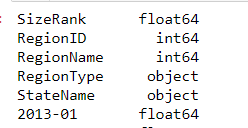 SizeRank float64
RegionID int64
RegionName int64
RegionType object
StateName object
2013-01 float64